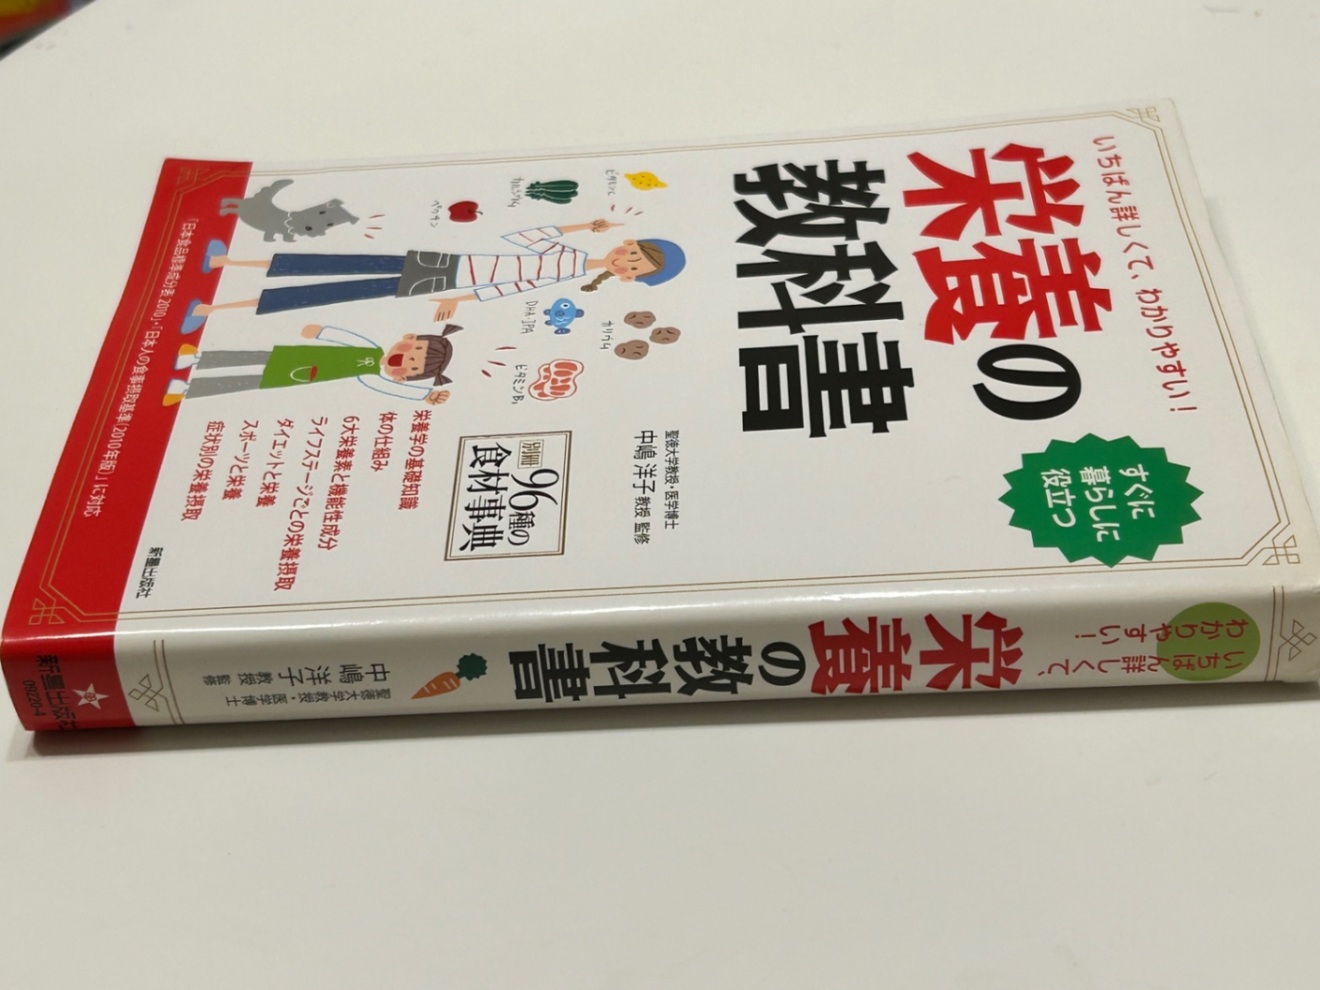 いちばん詳しくて、わかりやすい!
栄養の
教科書
すぐに
暮らしに
役立つ
聖徳大学教授・医学博士
中嶋 洋子 教授 監修
ビタミンC
カルシウム
ペクチン
カリウム
DHA・IPA
ビタミンB₁
別冊
96種の
食材事典
栄養学の基礎知識
体の仕組み
6大栄養素と機能性成分
ライフステージごとの栄養摂取
ダイエットと栄養
スポーツと栄養
症状別の栄養摂取
「日本食品標準成分表2010」・「日本人の食事摂取基準(2010年版)」に対応
新星出版社
いちばん詳しくて、
わかりやすい!
栄養の教科書
聖徳大学教授・医学博士
中嶋 洋子 教授 監修
新星出版社
09220-4